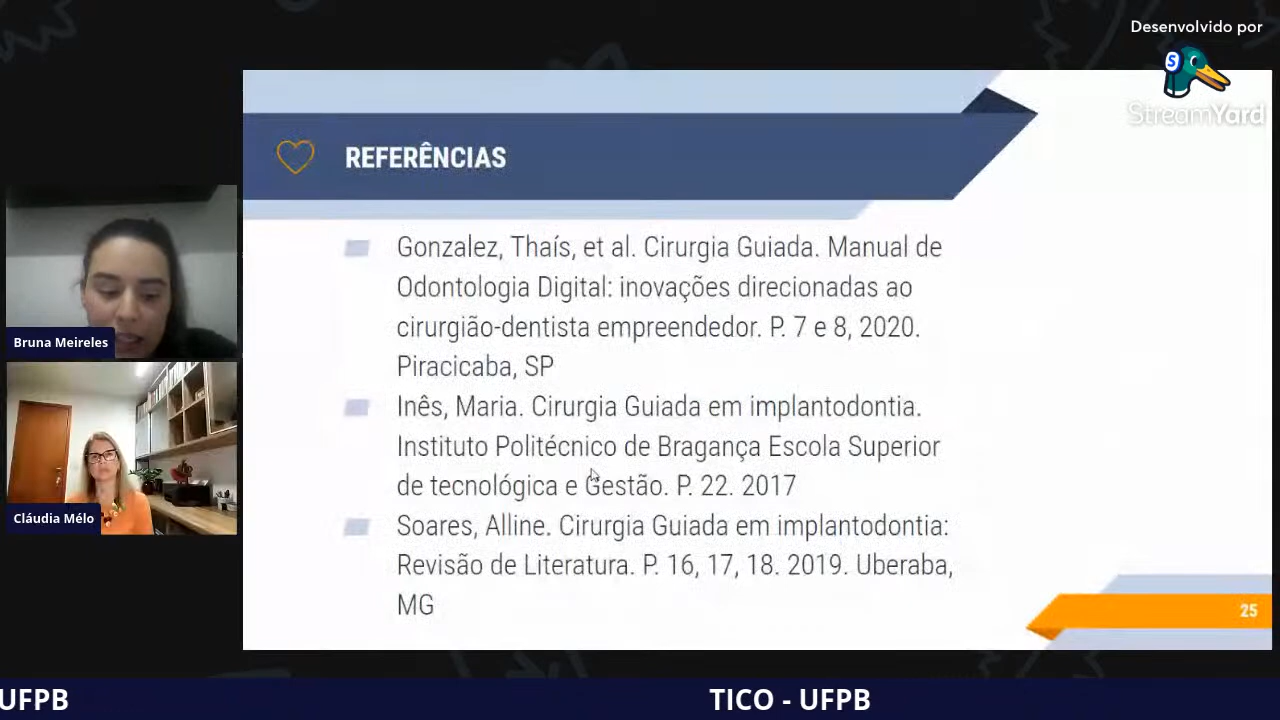 Desenvolvido por
S
StreamYard
REFERÊNCIAS
Gonzalez, Thaís, et al. Cirurgia Guiada. Manual de
Odontologia Digital: inovações direcionadas ao
cirurgião-dentista empreendedor. P. 7 e 8, 2020.
Piracicaba, SP
Inês, Maria. Cirurgia Guiada em implantodontia.
Instituto Politécnico de Bragança Escola Superior
de tecnológica e Gestão. P. 22. 2017
Soares, Alline. Cirurgia Guiada em implantodontia:
Revisão de Literatura. P. 16, 17, 18. 2019. Uberaba,
MG
25
Bruna Meireles
Cláudia Mélo
UFPB
TICO - UFPB